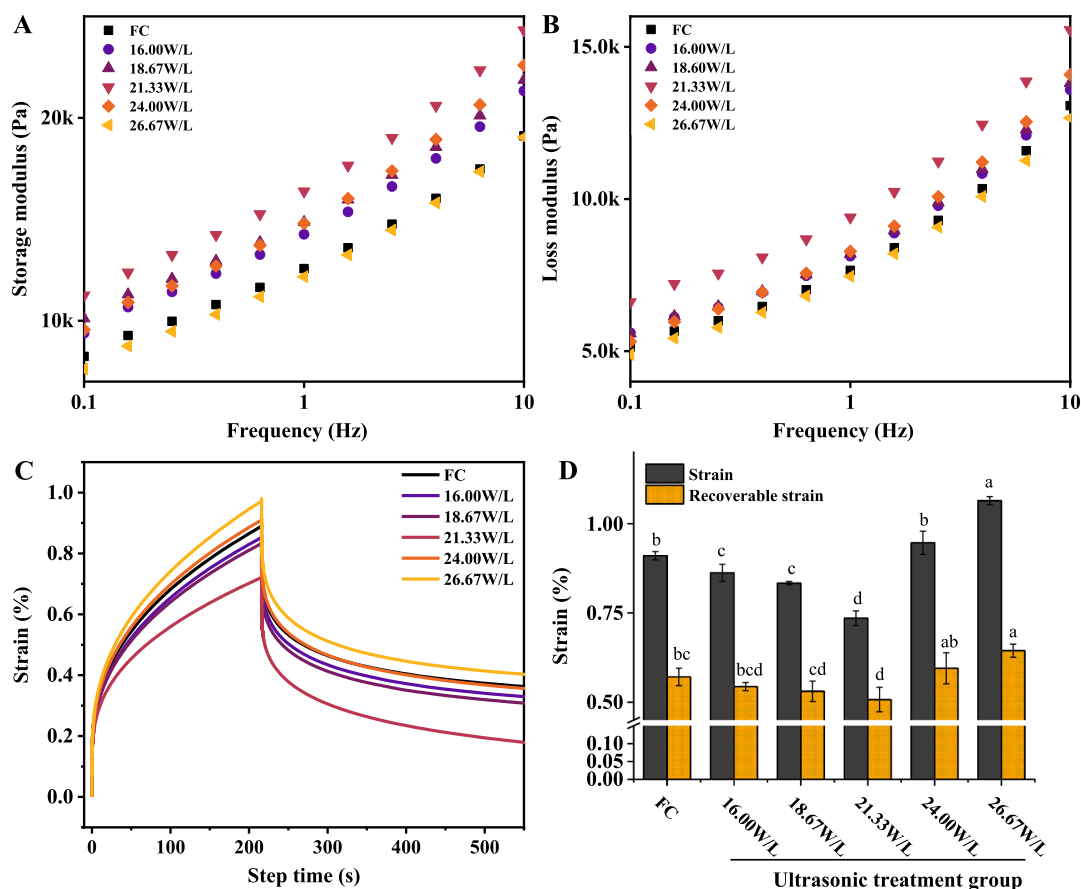 A
FC
16.00W/L
18.67W/L
21.33W/L
24.00W/L
26.67W/L
20k
10k
Storage modulus (Pa)
0.1
1
10
Frequency (Hz)
B
FC
16.00W/L
18.60W/L
21.33W/L
24.00W/L
26.67W/L
15.0k
10.0k
5.0k
Loss modulus (Pa)
0.1
1
10
Frequency (Hz)
C
FC
16.00W/L
18.67W/L
21.33W/L
24.00W/L
26.67W/L
1.0
0.8
0.6
0.4
0.2
0.0
Strain (%)
0
100
200
300
400
500
Step time (s)
D
Strain
Recoverable strain
1.00
0.75
0.50
0.10
0.00
Strain (%)
b
bc
c
bcd
c
cd
d
d
b
ab
a
a
FC
16.00W/L
18.67W/L
21.33W/L
24.00W/L
26.67W/L
Ultrasonic treatment group